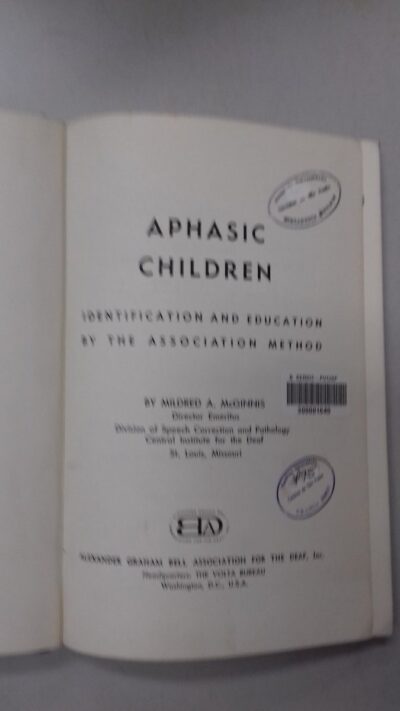 APHASIC
CHILDREN
IDENTIFICATION AND EDUCATION
BY THE ASSOCIATION METHOD
BY MILDRED A. McGINNIS
Director Emeritus
Division of Speech Correction and Pathology
Central Institute for the Deaf
St. Louis, Missouri
ALEXANDER GRAHAM BELL ASSOCIATION FOR THE DEAF, Inc.
Headquarters: THE VOLTA BUREAU
Washington, D.C., U.S.A.